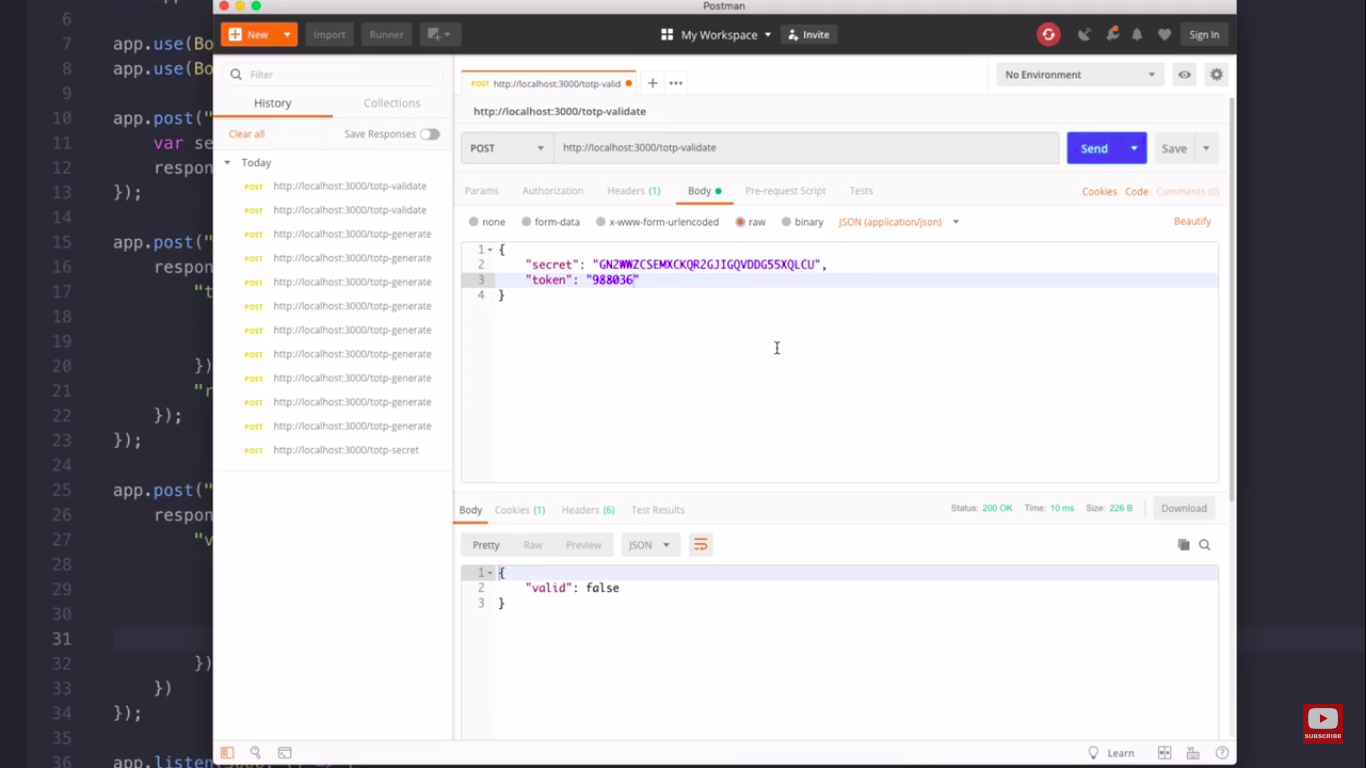 Postman
New
Import
Runner
My Workspace
Invite
Sign In
Filter
History
Collections
Clear all
Save Responses
Today
POST http://localhost:3000/totp-validate
POST http://localhost:3000/totp-validate
POST http://localhost:3000/totp-generate
POST http://localhost:3000/totp-generate
POST http://localhost:3000/totp-generate
POST http://localhost:3000/totp-generate
POST http://localhost:3000/totp-generate
POST http://localhost:3000/totp-generate
POST http://localhost:3000/totp-generate
POST http://localhost:3000/totp-generate
POST http://localhost:3000/totp-generate
POST http://localhost:3000/totp-secret
POST http://localhost:3000/totp-valid
No Environment
http://localhost:3000/totp-validate
POST http://localhost:3000/totp-validate
Send
Save
Params Authorization Headers (1) Body Pre-request Script Tests
Cookies Code Comments (0)
none form-data x-www-form-urlencoded raw binary JSON (application/json)
Beautify
1 {
2 "secret": "GN2WWZCSEMXCKQR2GJIGQVDDG55XQLCU",
3 "token": "988036"
4 }
Body Cookies (1) Headers (6) Test Results
Status: 200 OK Time: 10 ms Size: 226 B
Download
Pretty Raw Preview JSON
1 {
2 "valid": false
3 }
Learn
6
7 app.use(Bo
8 app.use(Bo
9
10 app.post("
11 var se
12 respon
13 });
14
15 app.post("
16 respon
17 "t
18
19
20 })
21 "r
22 });
23 });
24
25 app.post("
26 respon
27 "v
28
29
30
31
32 })
33 })
34 });
35
36 app.listen
SUBSCRIBE